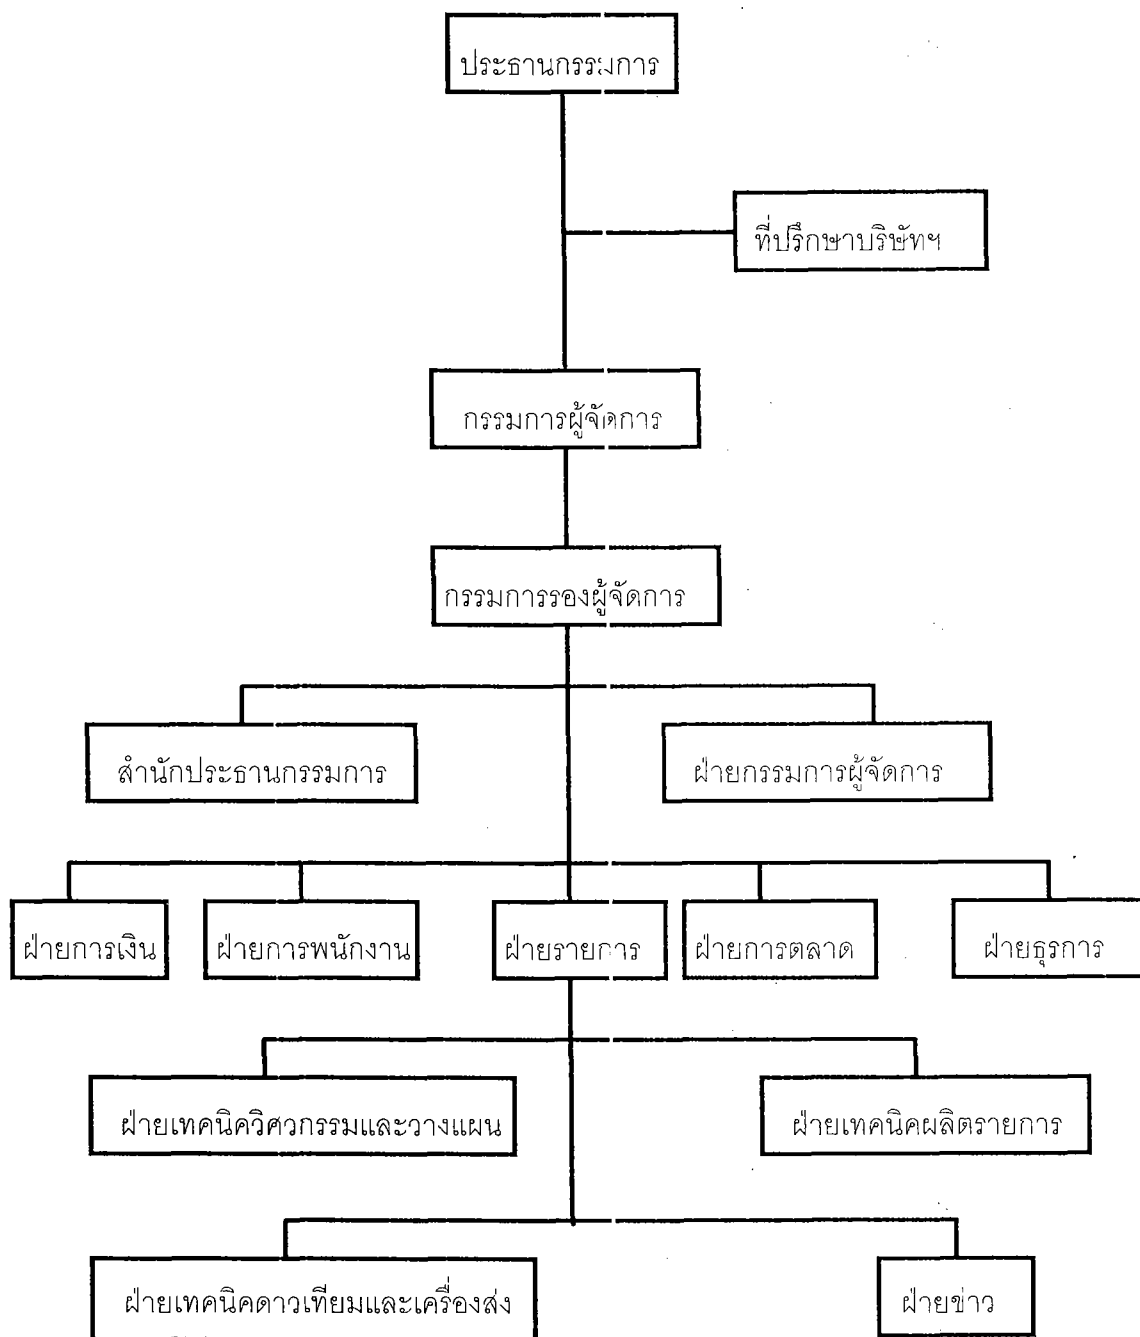 ประธานกรรมการ
ที่ปรึกษาบริษัทฯ
กรรมการผู้จัดการ
กรรมการรองผู้จัดการ
สำนักประธานกรรมการ
ฝ่ายกรรมการผู้จัดการ
ฝ่ายการเงิน
ฝ่ายการพนักงาน
ฝ่ายรายการ
ฝ่ายการตลาด
ฝ่ายธุรการ
ฝ่ายเทคนิควิศวกรรมและวางแผน
ฝ่ายเทคนิคผลิตรายการ
ฝ่ายเทคนิคดาวเทียมและเครื่องส่ง
ฝ่ายข่าว